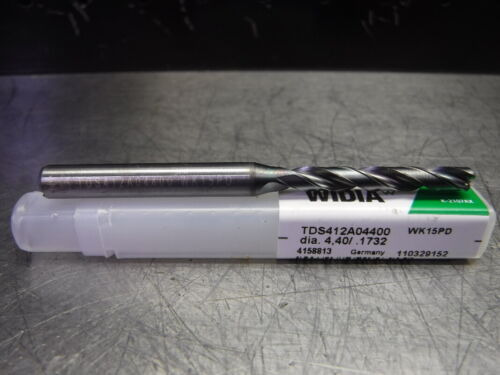 WIDIA
TDS412A04400 WK15PD
dia. 4,40/ .1732
4158813 Germany 110329152